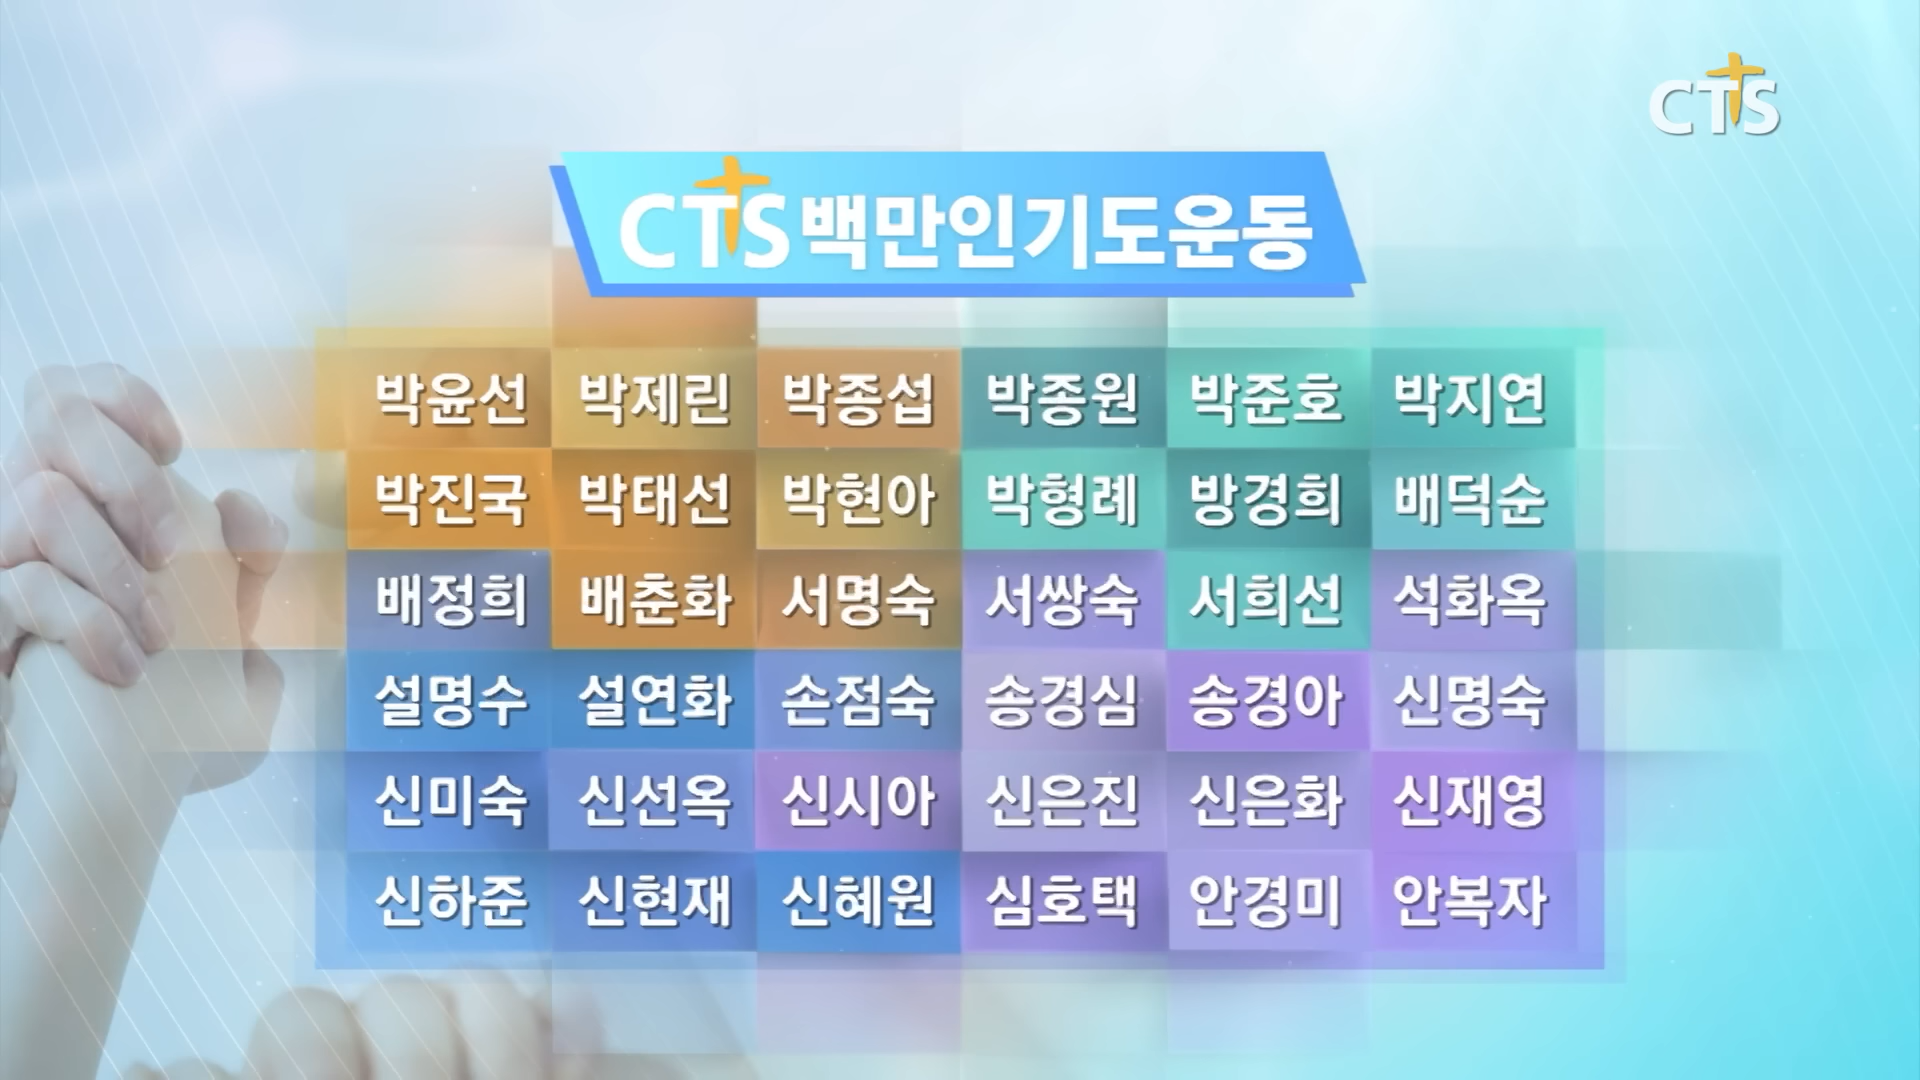 CTS
CTS백만인기도운동
박윤선 박제린 박종섭 박종원 박준호 박지연
박진국 박태선 박현아 박형례 방경희 배덕순
배정희 배춘화 서명숙 서쌍숙 서희선 석화옥
설명수 설연화 손점숙 송경심 송경아 신명숙
신미숙 신선옥 신시아 신은진 신은화 신재영
신하준 신현재 신혜원 심호택 안경미 안복자